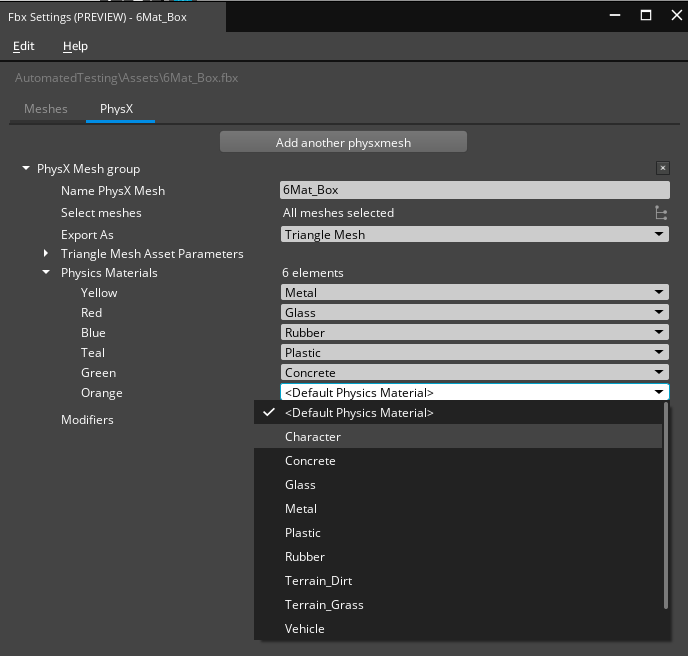 Fbx Settings (PREVIEW) - 6Mat_Box
Edit Help
AutomatedTesting\Assets\6Mat_Box.fbx
Meshes PhysX
Add another physxmesh
PhysX Mesh group
Name PhysX Mesh 6Mat_Box
Select meshes All meshes selected
Export As Triangle Mesh
Triangle Mesh Asset Parameters
Physics Materials 6 elements
Yellow Metal
Red Glass
Blue Rubber
Teal Plastic
Green Concrete
Orange <Default Physics Material>
Modifiers
<Default Physics Material>
Character
Concrete
Glass
Metal
Plastic
Rubber
Terrain_Dirt
Terrain_Grass
Vehicle